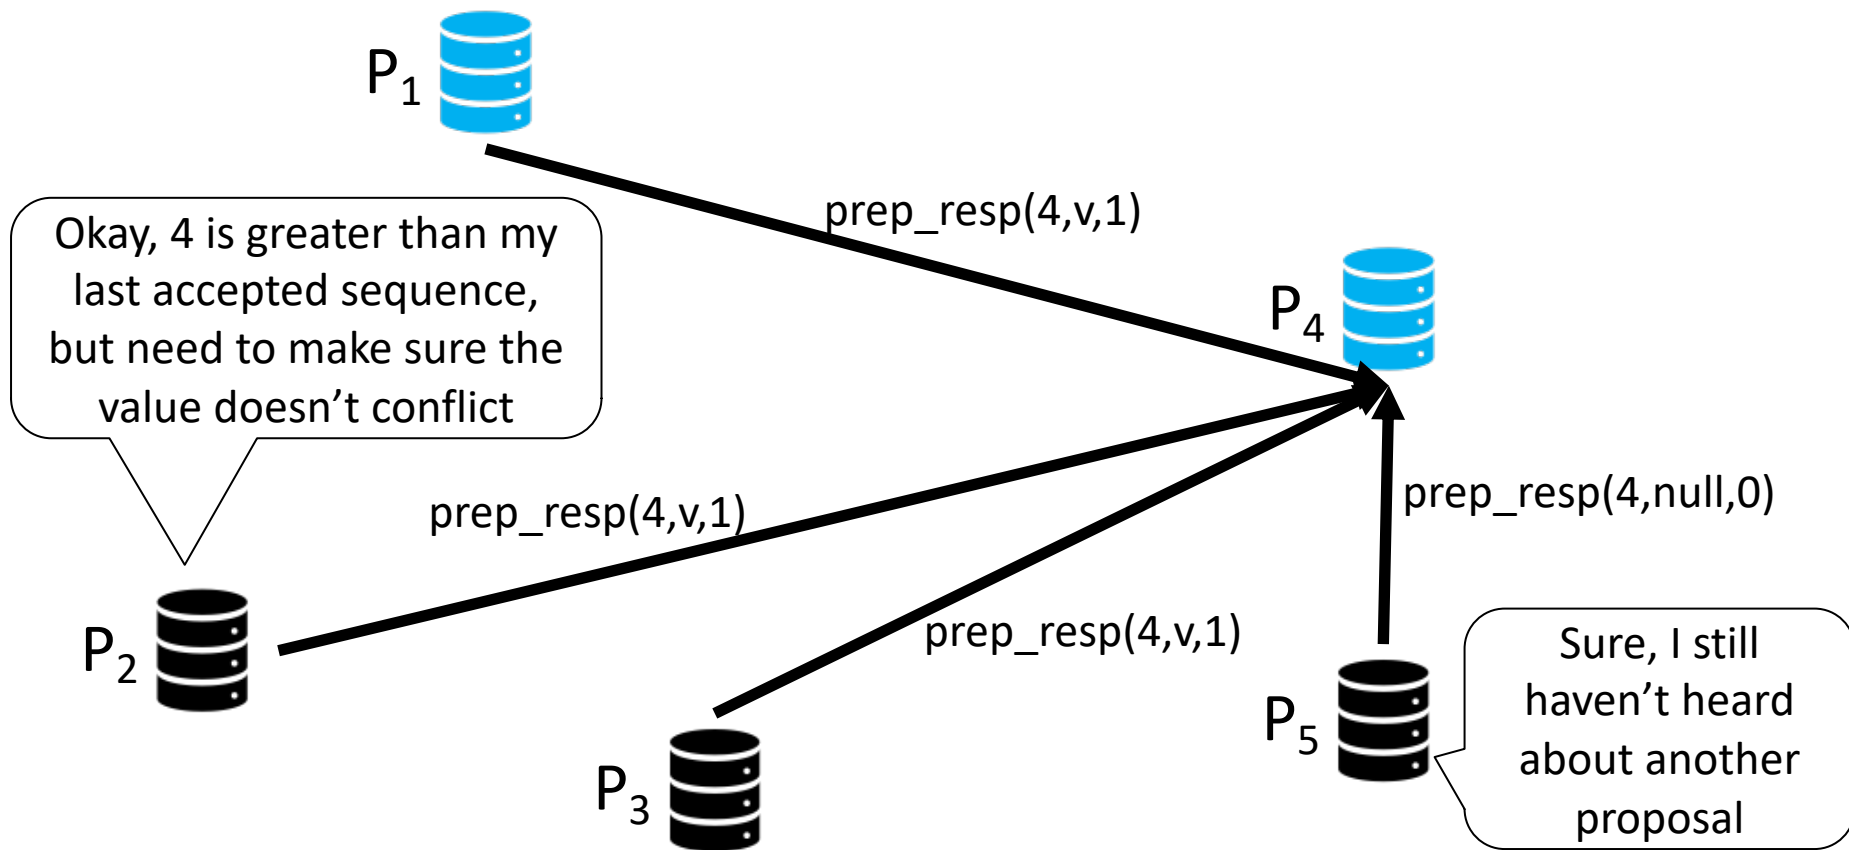 P₁
prep_resp(4,v,1)
Okay, 4 is greater than my
last accepted sequence,
but need to make sure the
value doesn’t conflict
P₄
prep_resp(4,v,1)
prep_resp(4,null,0)
P₂
prep_resp(4,v,1)
P₃
P₅
Sure, I still
haven’t heard
about another
proposal